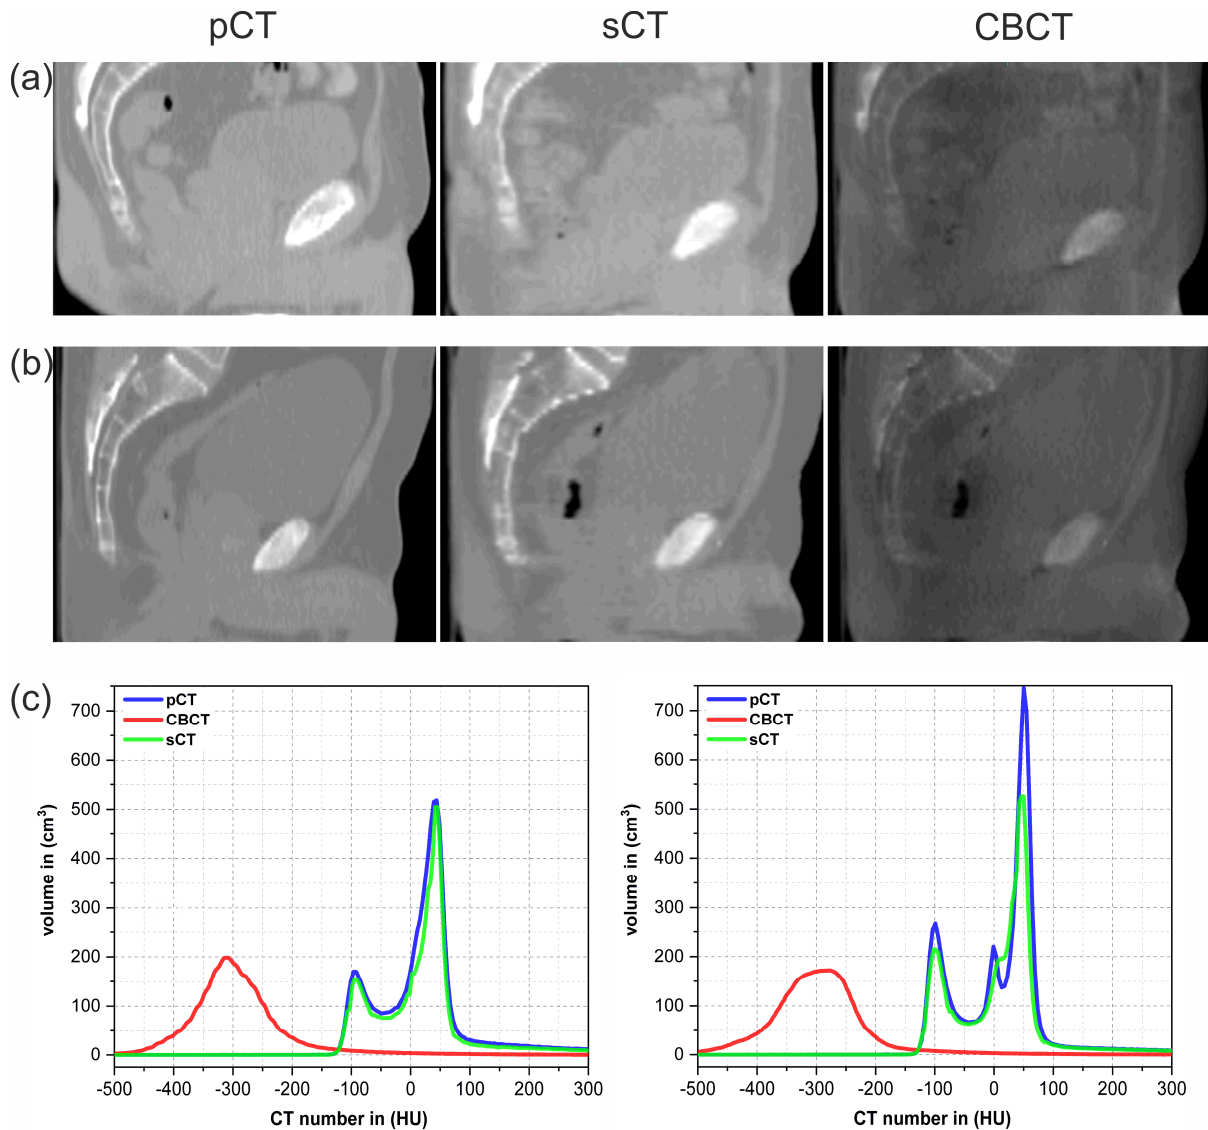 pCT sCT CBCT
(a)
(b)
(c)
pCT
CBCT
sCT
700
600
500
400
300
200
100
0
volume in (cm³)
-500 -400 -300 -200 -100 0 100 200 300
CT number in (HU)
pCT
CBCT
sCT
700
600
500
400
300
200
100
0
volume in (cm³)
-500 -400 -300 -200 -100 0 100 200 300
CT number in (HU)